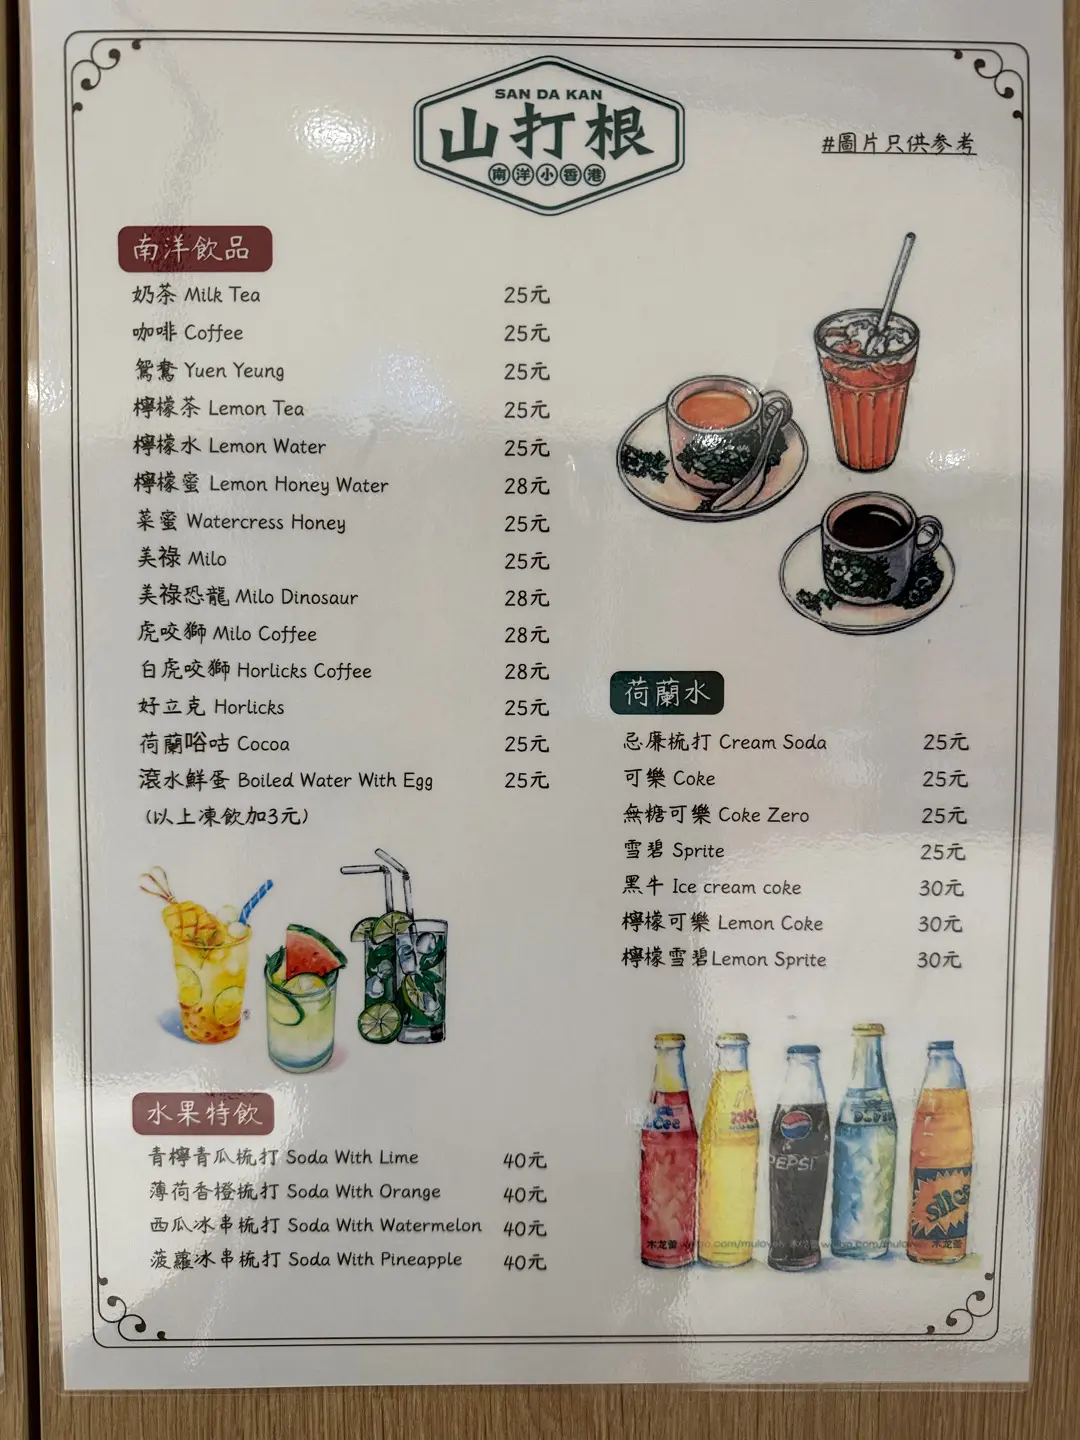 SAN DA KAN
山打根
南洋小香港
#圖片只供參考
南洋飲品
奶茶 Milk Tea 25元
咖啡 Coffee 25元
鴛鴦 Yuen Yeung 25元
檸檬茶 Lemon Tea 25元
檸檬水 Lemon Water 25元
檸檬蜜 Lemon Honey Water 28元
菜蜜 Watercress Honey 25元
美祿 Milo 25元
美祿恐龍 Milo Dinosaur 28元
虎咬獅 Milo Coffee 28元
白虎咬獅 Horlicks Coffee 28元
好立克 Horlicks 25元
荷蘭唂咕 Cocoa 25元
滾水鮮蛋 Boiled Water With Egg 25元
(以上凍飲加3元)
荷蘭水
忌廉梳打 Cream Soda 25元
可樂 Coke 25元
無糖可樂 Coke Zero 25元
雪碧 Sprite 25元
黑牛 Ice cream coke 30元
檸檬可樂 Lemon Coke 30元
檸檬雪碧Lemon Sprite 30元
水果特飲
青檸青瓜梳打 Soda With Lime 40元
薄荷香橙梳打 Soda With Orange 40元
西瓜冰串梳打 Soda With Watermelon 40元
菠蘿冰串梳打 Soda With Pineapple 40元
PEPSI
slice